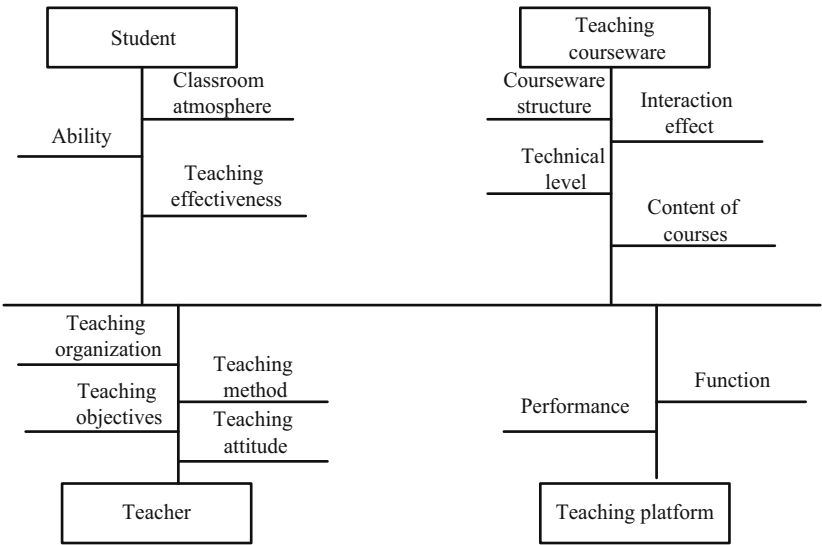 Student
Classroom
atmosphere
Ability
Teaching
effectiveness
Teaching
courseware
Courseware
structure
Interaction
effect
Technical
level
Content of
courses
Teaching
organization
Teaching
method
Teaching
objectives
Teaching
attitude
Teacher
Function
Performance
Teaching platform